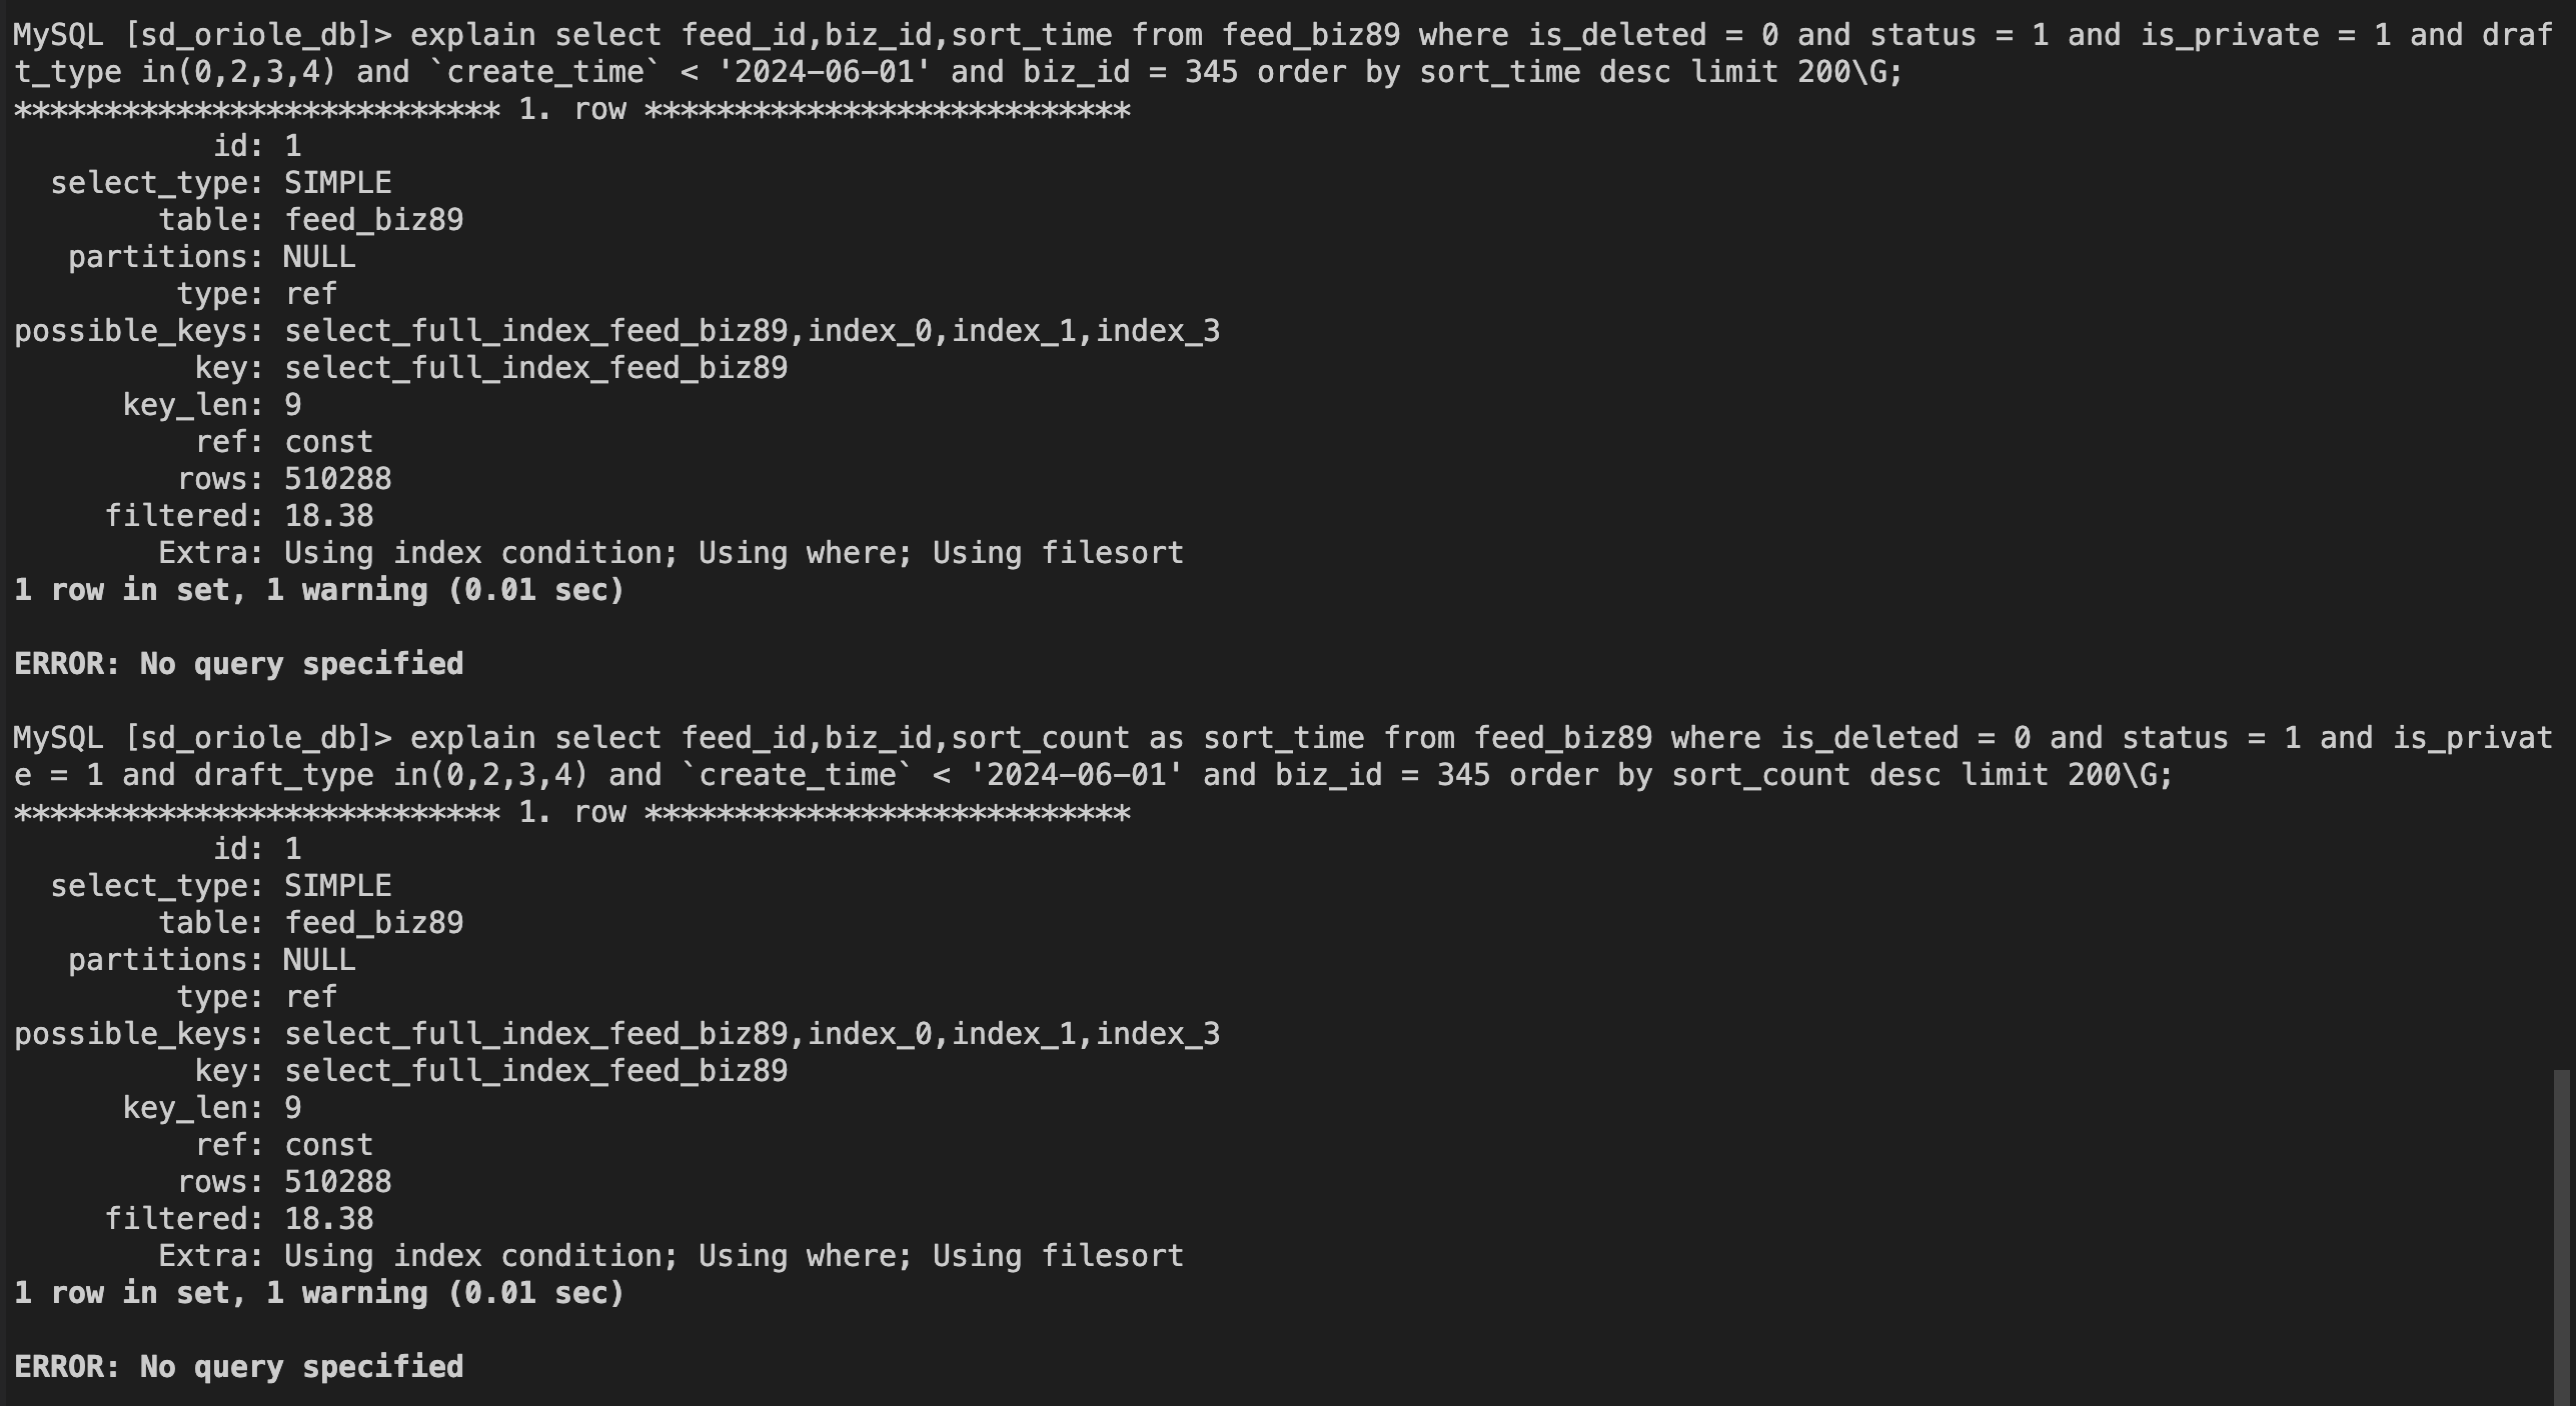 MySQL [sd_oriole_db]> explain select feed_id,biz_id,sort_time from feed_biz89 where is_deleted = 0 and status = 1 and is_private = 1 and draf
t_type in(0,2,3,4) and `create_time` < '2024-06-01' and biz_id = 345 order by sort_time desc limit 200\G;
*************************** 1. row ***************************
id: 1
select_type: SIMPLE
table: feed_biz89
partitions: NULL
type: ref
possible_keys: select_full_index_feed_biz89,index_0,index_1,index_3
key: select_full_index_feed_biz89
key_len: 9
ref: const
rows: 510288
filtered: 18.38
Extra: Using index condition; Using where; Using filesort
1 row in set, 1 warning (0.01 sec)

ERROR: No query specified

MySQL [sd_oriole_db]> explain select feed_id,biz_id,sort_count as sort_time from feed_biz89 where is_deleted = 0 and status = 1 and is_privat
e = 1 and draft_type in(0,2,3,4) and `create_time` < '2024-06-01' and biz_id = 345 order by sort_count desc limit 200\G;
*************************** 1. row ***************************
id: 1
select_type: SIMPLE
table: feed_biz89
partitions: NULL
type: ref
possible_keys: select_full_index_feed_biz89,index_0,index_1,index_3
key: select_full_index_feed_biz89
key_len: 9
ref: const
rows: 510288
filtered: 18.38
Extra: Using index condition; Using where; Using filesort
1 row in set, 1 warning (0.01 sec)

ERROR: No query specified